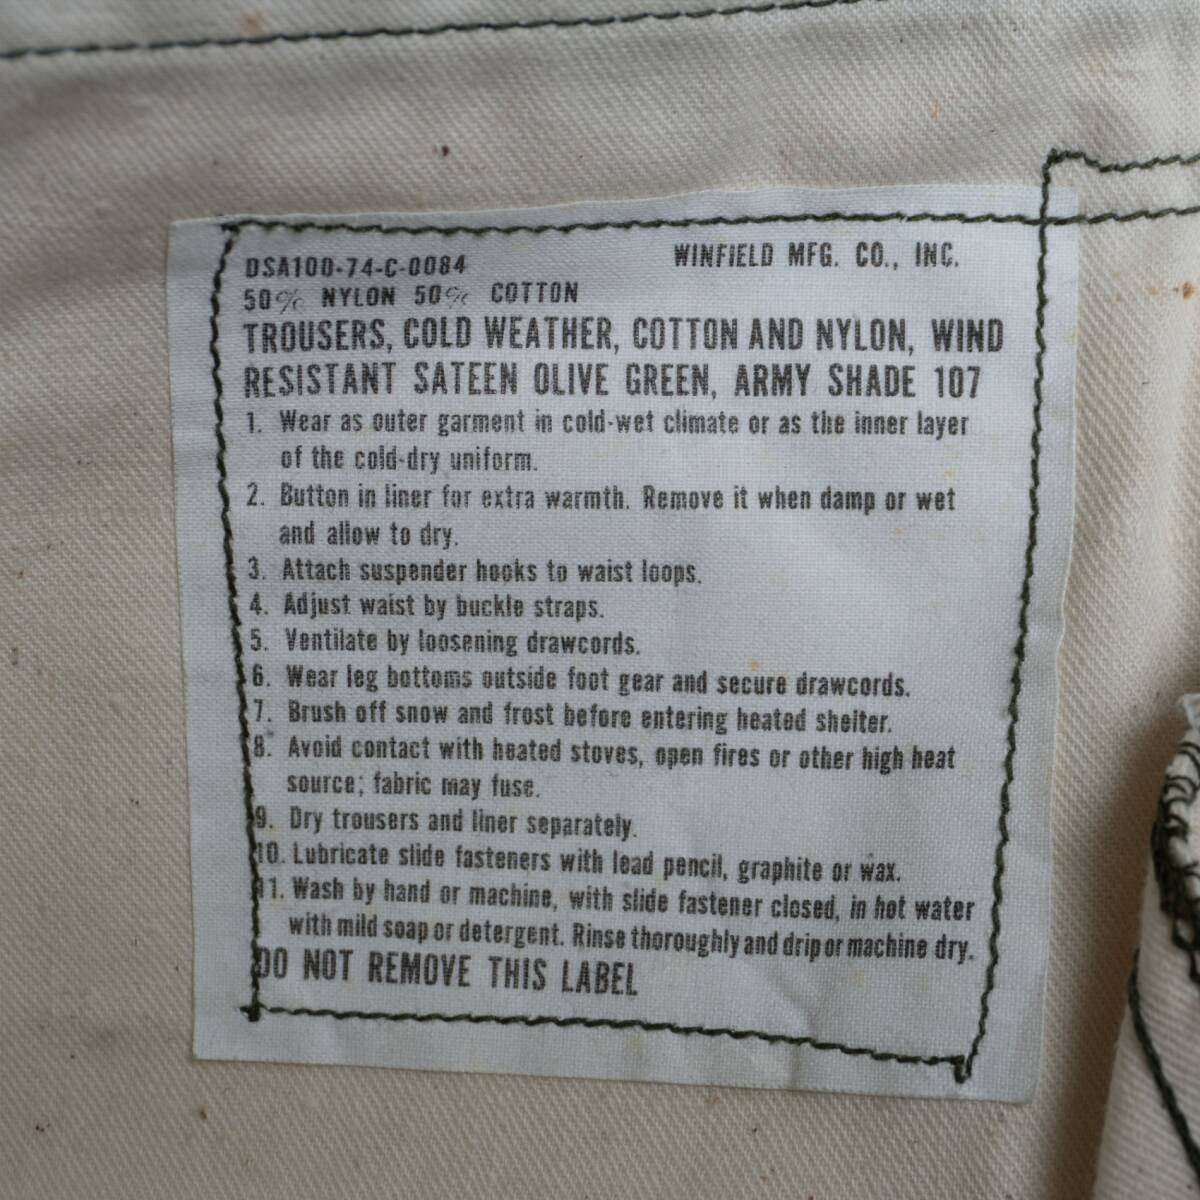 DSA100-74-C-0084 WINFIELD MFG. CO., INC.
50% NYLON 50% COTTON
TROUSERS, COLD WEATHER, COTTON AND NYLON, WIND
RESISTANT SATEEN OLIVE GREEN, ARMY SHADE 107
1. Wear as outer garment in cold-wet climate or as the inner layer
of the cold-dry uniform.
2. Button in liner for extra warmth. Remove it when damp or wet
and allow to dry.
3. Attach suspender hooks to waist loops.
4. Adjust waist by buckle straps.
5. Ventilate by loosening drawcords.
6. Wear leg bottoms outside foot gear and secure drawcords.
7. Brush off snow and frost before entering heated shelter.
8. Avoid contact with heated stoves, open fires or other high heat
source; fabric may fuse.
9. Dry trousers and liner separately.
10. Lubricate slide fasteners with lead pencil, graphite or wax.
11. Wash by hand or machine, with slide fastener closed, in hot water
with mild soap or detergent. Rinse thoroughly and drip or machine dry.
DO NOT REMOVE THIS LABEL